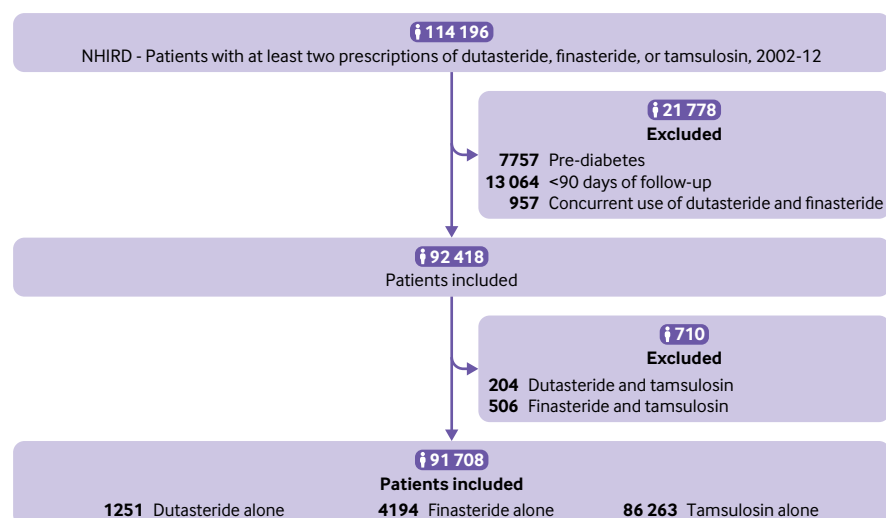 114 196
NHIRD - Patients with at least two prescriptions of dutasteride, finasteride, or tamsulosin, 2002-12
21 778
Excluded
7757 Pre-diabetes
13 064 <90 days of follow-up
957 Concurrent use of dutasteride and finasteride
92 418
Patients included
710
Excluded
204 Dutasteride and tamsulosin
506 Finasteride and tamsulosin
91 708
Patients included
1251 Dutasteride alone 4194 Finasteride alone 86 263 Tamsulosin alone